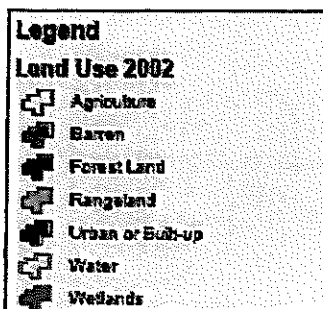 Legend
Land Use 2002
Agriculture
Barren
Forest Land
Rangeland
Urban or Built-up
Water
Wetlands